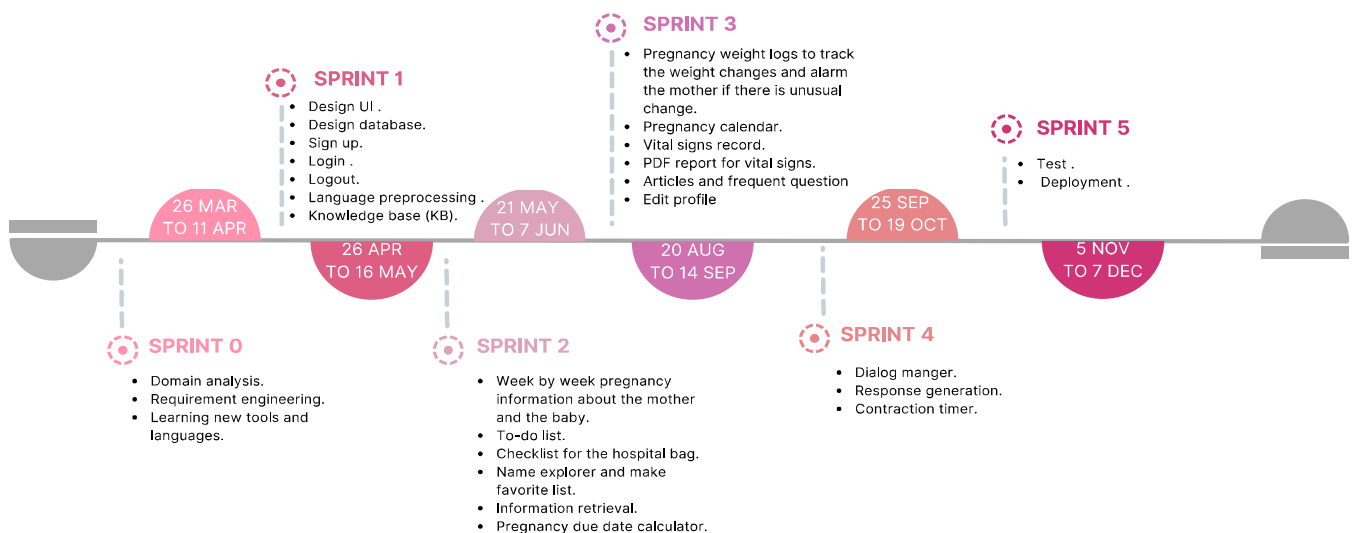 SPRINT 0
26 MAR
TO 11 APR
• Domain analysis.
• Requirement engineering.
• Learning new tools and
languages.
SPRINT 1
• Design UI .
• Design database.
• Sign up.
• Login .
• Logout.
• Language preprocessing .
• Knowledge base (KB).
26 APR
TO 16 MAY
SPRINT 2
21 MAY
TO 7 JUN
• Week by week pregnancy
information about the mother
and the baby.
• To-do list.
• Checklist for the hospital bag.
• Name explorer and make
favorite list.
• Information retrieval.
• Pregnancy due date calculator.
SPRINT 3
• Pregnancy weight logs to track
the weight changes and alarm
the mother if there is unusual
change.
• Pregnancy calendar.
• Vital signs record.
• PDF report for vital signs.
• Articles and frequent question
• Edit profile
20 AUG
TO 14 SEP
SPRINT 4
25 SEP
TO 19 OCT
• Dialog manger.
• Response generation.
• Contraction timer.
SPRINT 5
• Test .
• Deployment .
5 NOV
TO 7 DEC